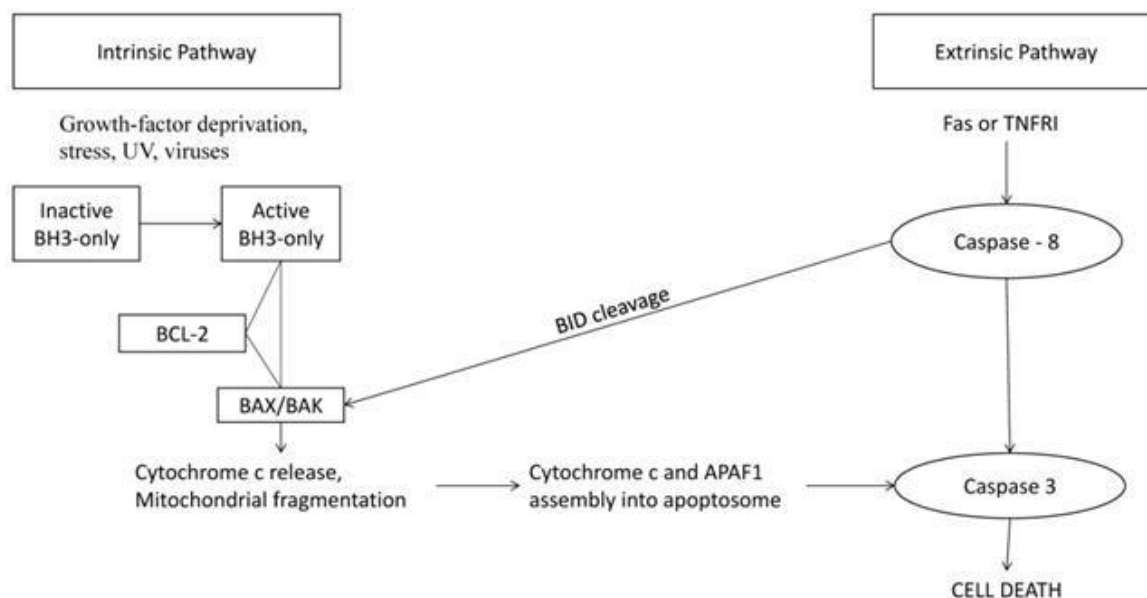 Intrinsic Pathway
Extrinsic Pathway
Growth-factor deprivation,
stress, UV, viruses
Fas or TNFRI
Inactive
BH3-only
Active
BH3-only
Caspase - 8
BID cleavage
BCL-2
BAX/BAK
Cytochrome c release,
Mitochondrial fragmentation
Cytochrome c and APAF1
assembly into apoptosome
Caspase 3
CELL DEATH